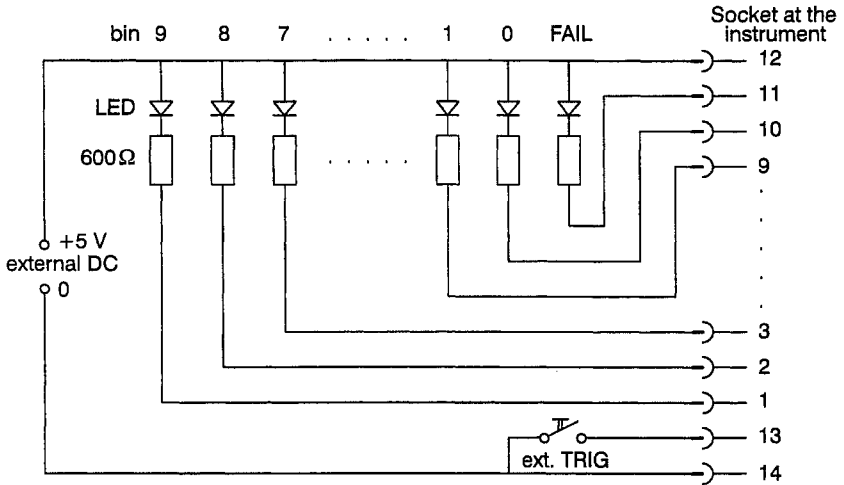 Socket at the
instrument
bin 9 8 7 . . . . . 1 0 FAIL
12
LED
11
10
600Ω
. . . . .
9
+5 V
external DC
0
3
2
1
13
ext. TRIG
14